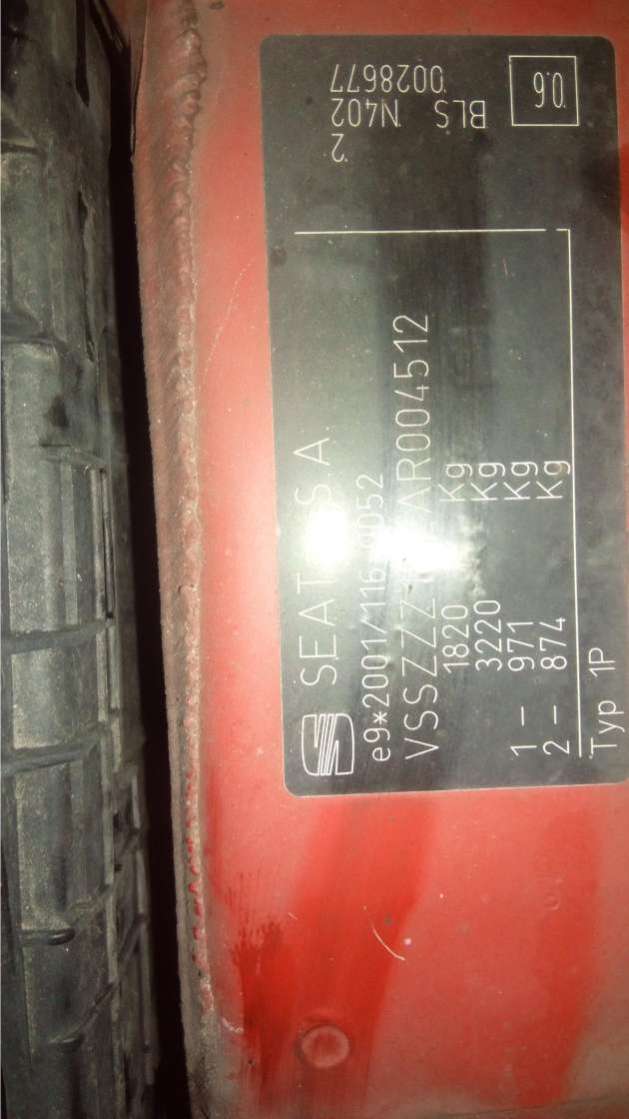 SEAT S.A.
e9*2001/116
VSSZZZ AR004512
1820 Kg
3220 Kg
1 - 971 Kg
2 - 874 Kg
Typ 1P
2
BLS N402
0028677
0.6